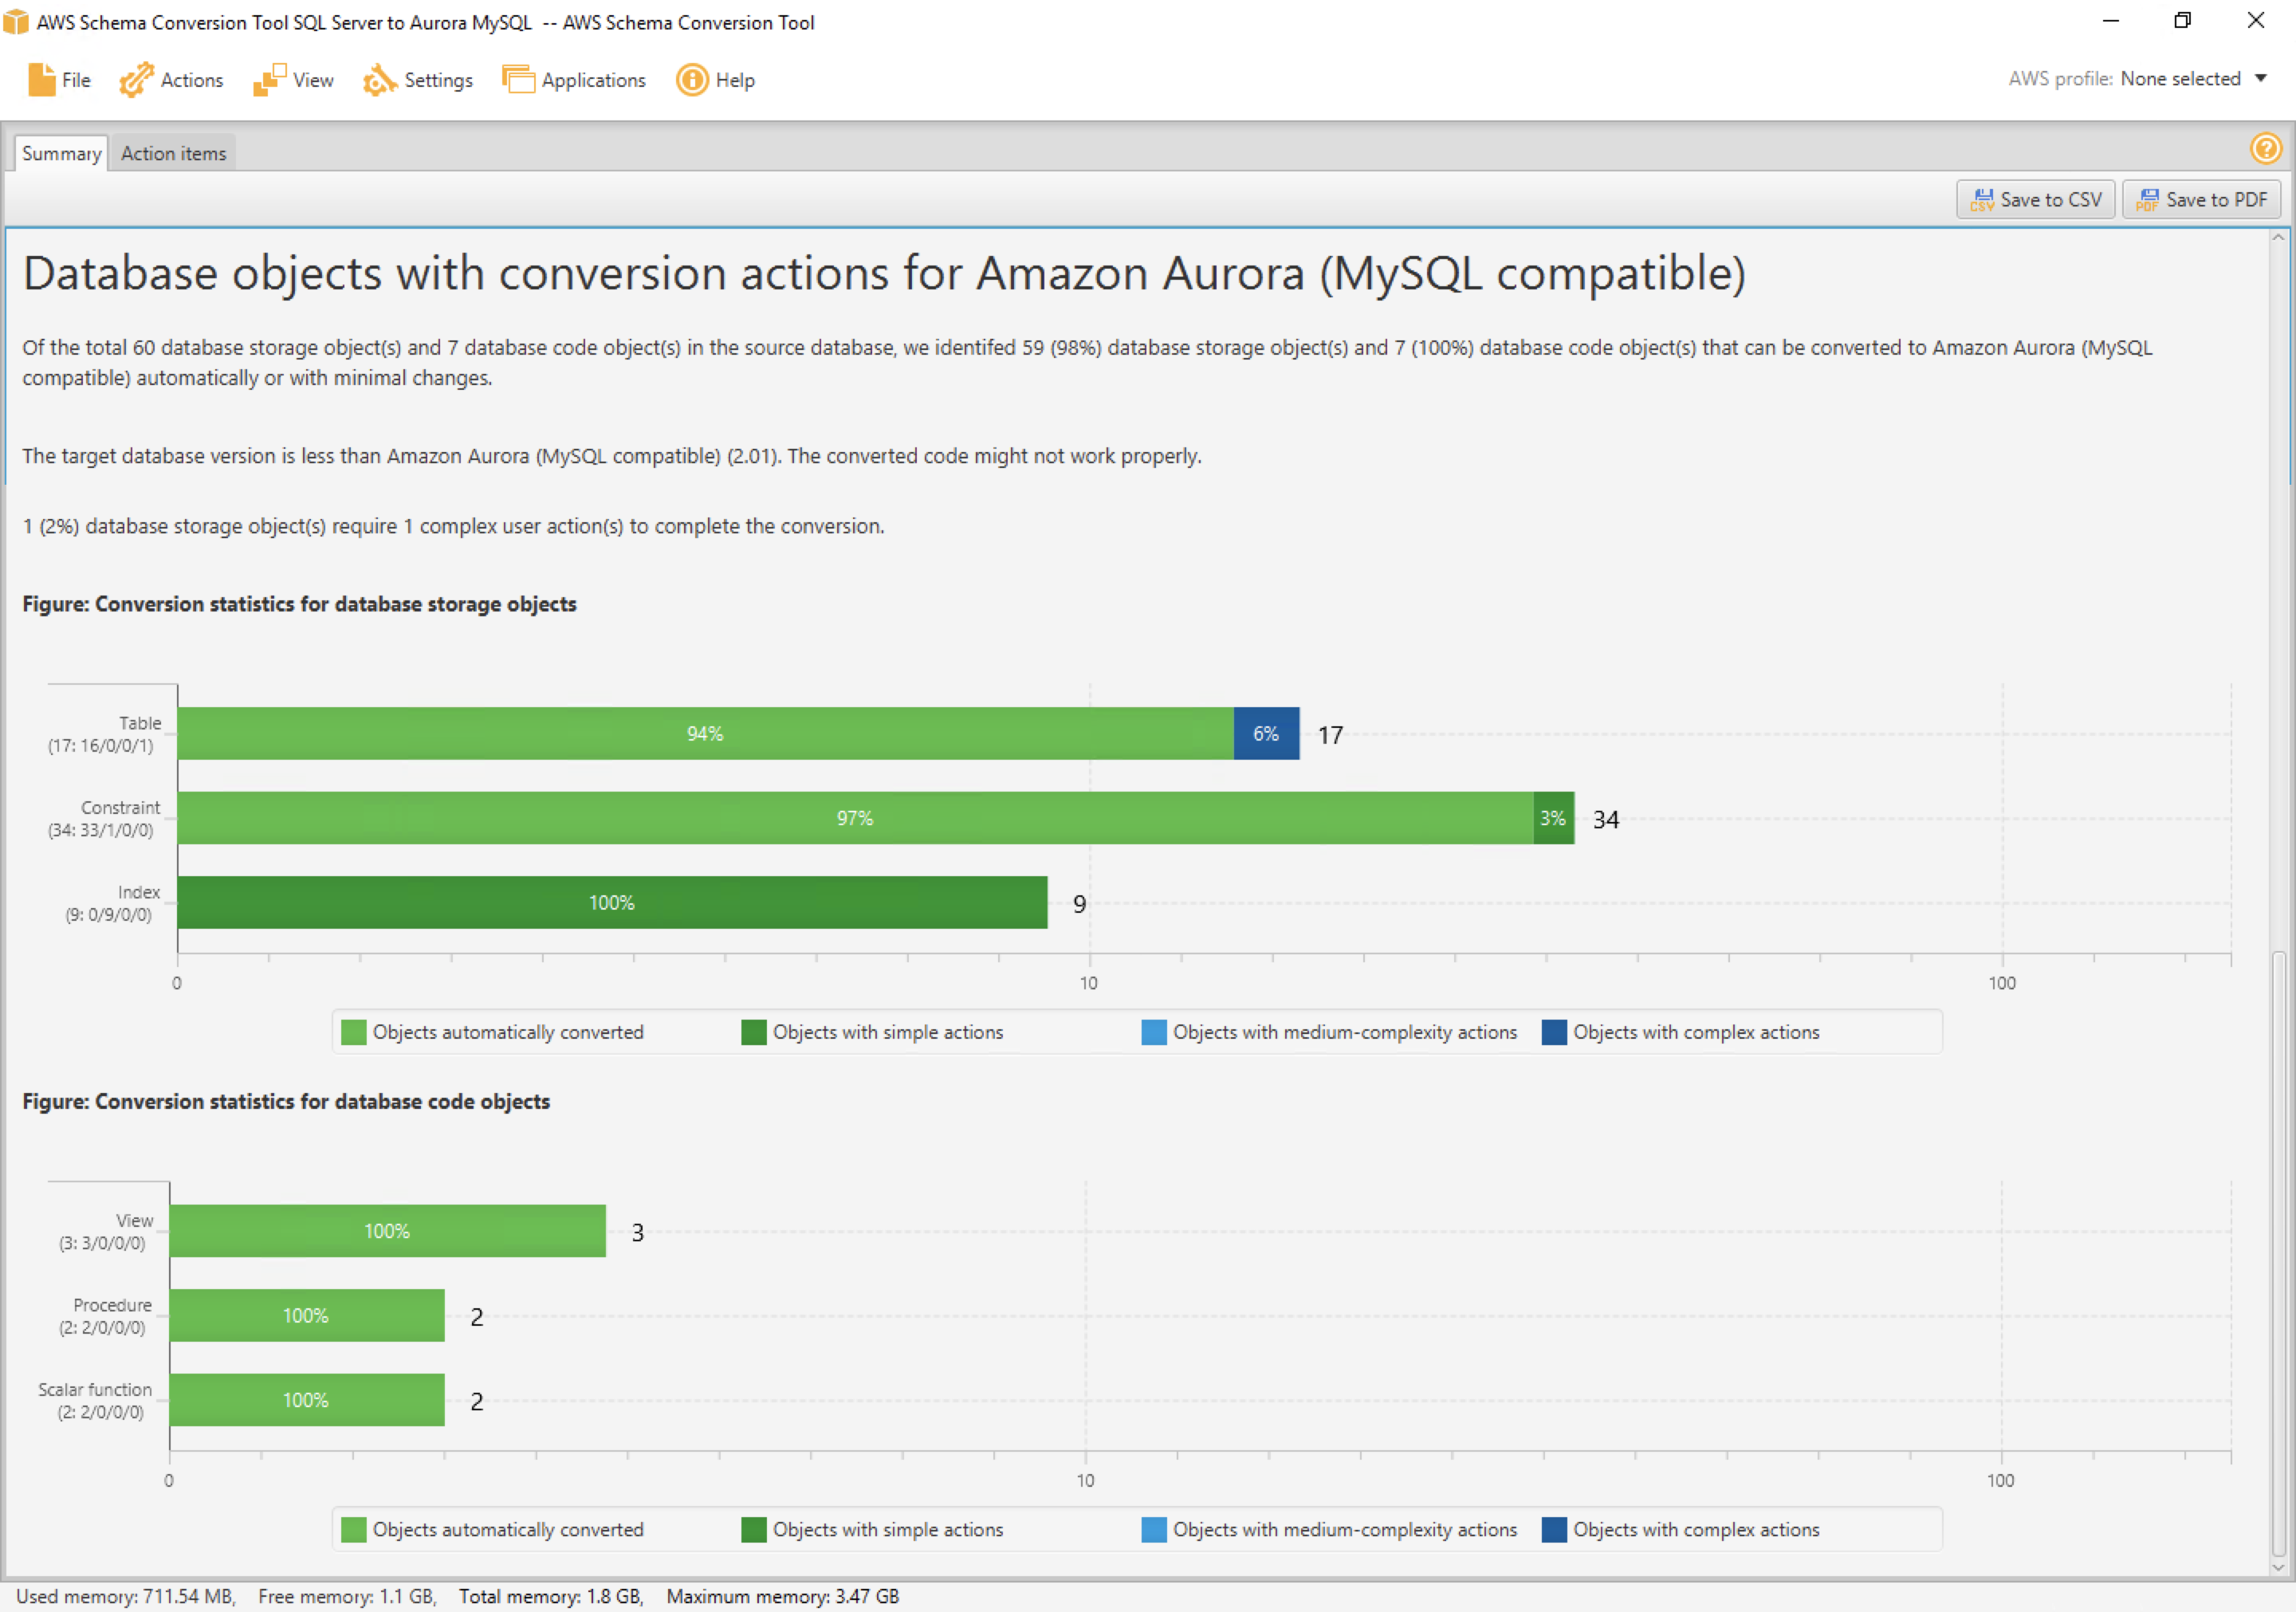 AWS Schema Conversion Tool SQL Server to Aurora MySQL -- AWS Schema Conversion Tool
File Actions View Settings Applications Help AWS profile: None selected
Summary Action items
CSV Save to CSV PDF Save to PDF
Database objects with conversion actions for Amazon Aurora (MySQL compatible)
Of the total 60 database storage object(s) and 7 database code object(s) in the source database, we identifed 59 (98%) database storage object(s) and 7 (100%) database code object(s) that can be converted to Amazon Aurora (MySQL
compatible) automatically or with minimal changes.
The target database version is less than Amazon Aurora (MySQL compatible) (2.01). The converted code might not work properly.
1 (2%) database storage object(s) require 1 complex user action(s) to complete the conversion.
Figure: Conversion statistics for database storage objects
Table
(17: 16/0/0/1)
94% 6% 17
Constraint
(34: 33/1/0/0)
97% 3% 34
Index
(9: 0/9/0/0)
100% 9
0 10 100
Objects automatically converted Objects with simple actions Objects with medium-complexity actions Objects with complex actions
Figure: Conversion statistics for database code objects
View
(3: 3/0/0/0)
100% 3
Procedure
(2: 2/0/0/0)
100% 2
Scalar function
(2: 2/0/0/0)
100% 2
0 10 100
Objects automatically converted Objects with simple actions Objects with medium-complexity actions Objects with complex actions
Used memory: 711.54 MB, Free memory: 1.1 GB, Total memory: 1.8 GB, Maximum memory: 3.47 GB